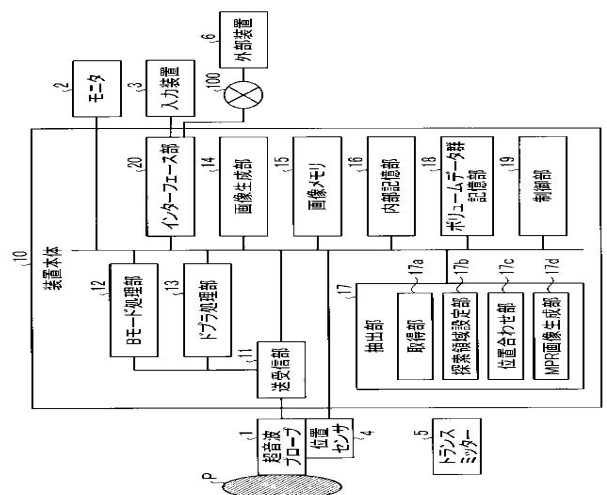 10
装置本体
P
1
超音波
プローブ
位置
センサ
4
5
トランス
ミッター
11
送受信部
12
Bモード処理部
13
ドプラ処理部
17
抽出部
取得部
17a
探索領域設定部
17b
位置合わせ部
17c
MPR画像生成部
17d
20
インターフェース部
14
画像生成部
15
画像メモリ
16
内部記憶部
18
ボリュームデータ群
記憶部
19
制御部
2
モニタ
3
入力装置
100
6
外部装置